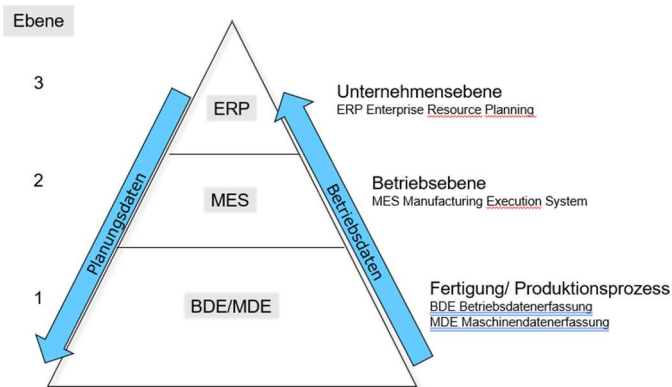 Ebene
3
ERP
Unternehmensebene
ERP Enterprise Resource Planning
2
MES
Betriebsebene
MES Manufacturing Execution System
Planungsdaten
Betriebsdaten
1
BDE/MDE
Fertigung/ Produktionsprozess
BDE Betriebsdatenerfassung
MDE Maschinendatenerfassung